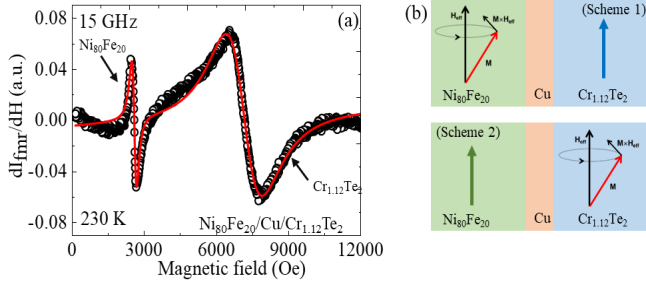 (a)
15 GHz
Ni80Fe20
Cr1.12Te2
230 K
Ni80Fe20/Cu/Cr1.12Te2
dIfmr/dH (a.u.)
0.08
0.04
0.00
-0.04
-0.08
0 3000 6000 9000 12000
Magnetic field (Oe)
(b)
(Scheme 1)
Heff
M×Heff
M
Ni80Fe20 Cu Cr1.12Te2
(Scheme 2)
Heff
M×Heff
M
Ni80Fe20 Cu Cr1.12Te2